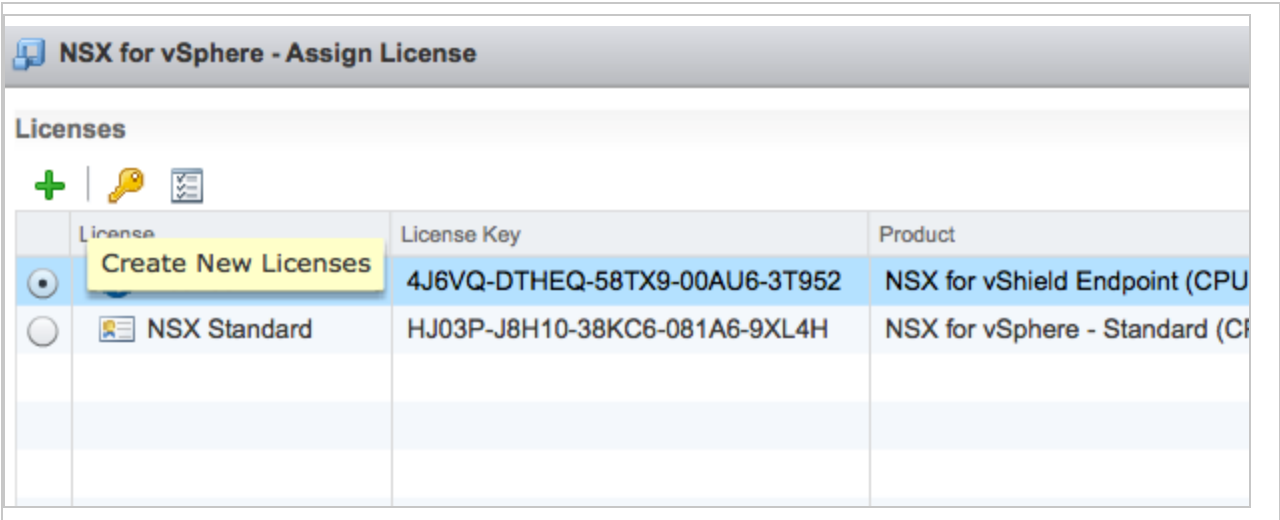 NSX for vSphere - Assign License
Licenses
License License Key Product
Create New Licenses
4J6VQ-DTHEQ-58TX9-00AU6-3T952 NSX for vShield Endpoint (CPU
NSX Standard HJ03P-J8H10-38KC6-081A6-9XL4H NSX for vSphere - Standard (CP